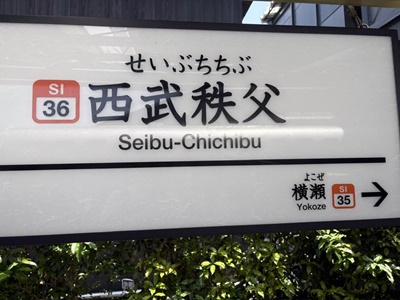 せいぶちちぶ
SI
36
西武秩父
Seibu-Chichibu
よこぜ
横瀬
Yokoze
SI
35
→